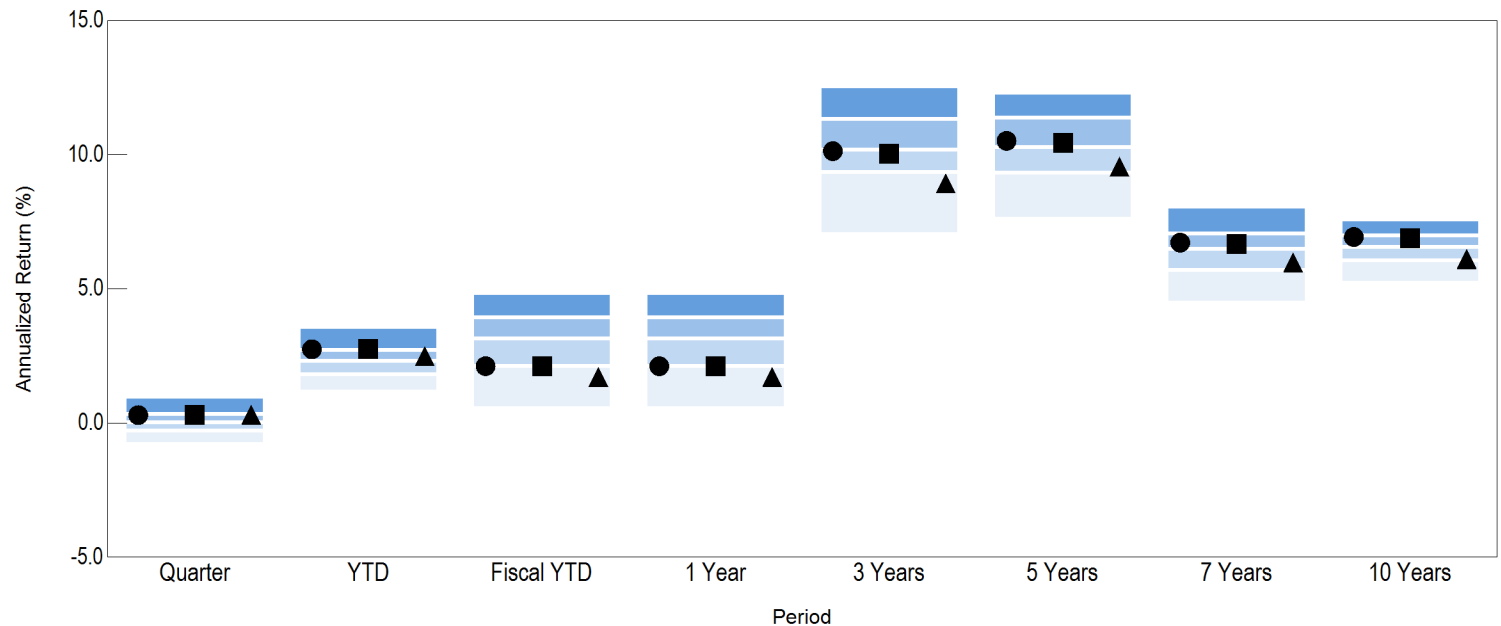 15.0
10.0
5.0
0.0
-5.0
Annualized Return (%)
Quarter YTD Fiscal YTD 1 Year 3 Years 5 Years 7 Years 10 Years
Period